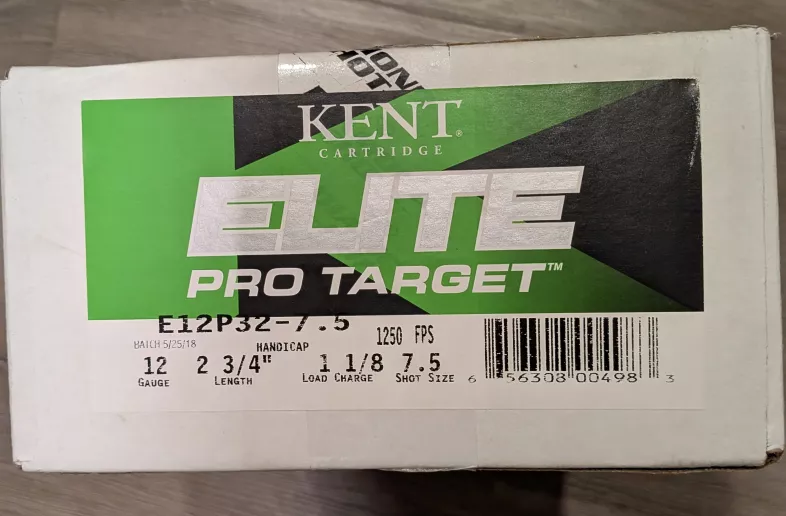 KENT®
CARTRIDGE
ELITE
PRO TARGET™
E12P32-7.5
BATCH 5/25/18
HANDICAP
1250 FPS
12 2 3/4" 1 1/8 7.5
GAUGE LENGTH LOAD CHARGE SHOT SIZE
6 56308 00498 3